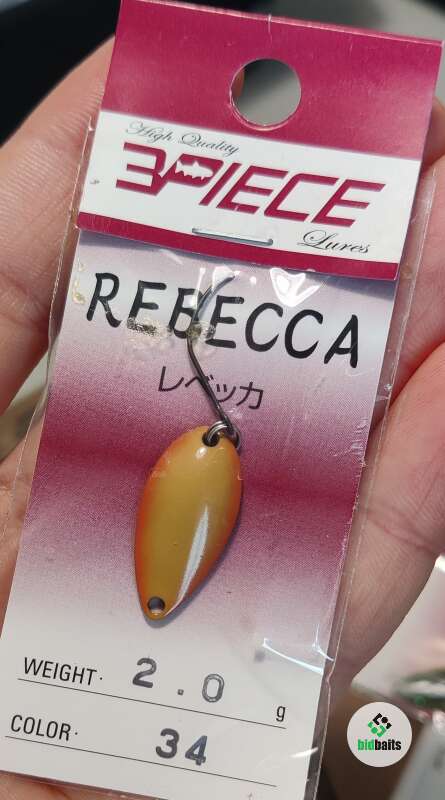 High Quality
3PIECE
Lures
REBECCA
レベッカ
WEIGHT· 2.0 g
COLOR· 34
bidbaits